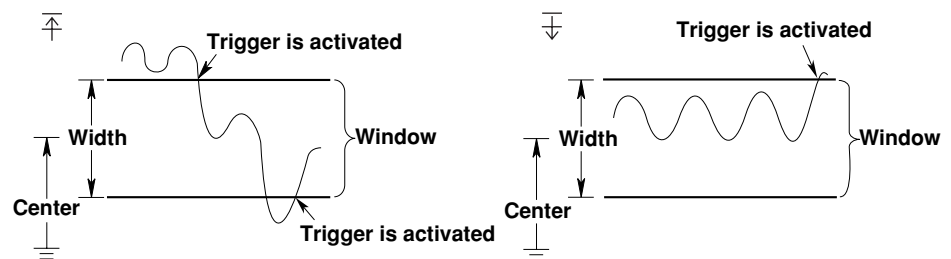 Trigger is activated
Width
Window
Center
Trigger is activated
Trigger is activated
Width
Window
Center